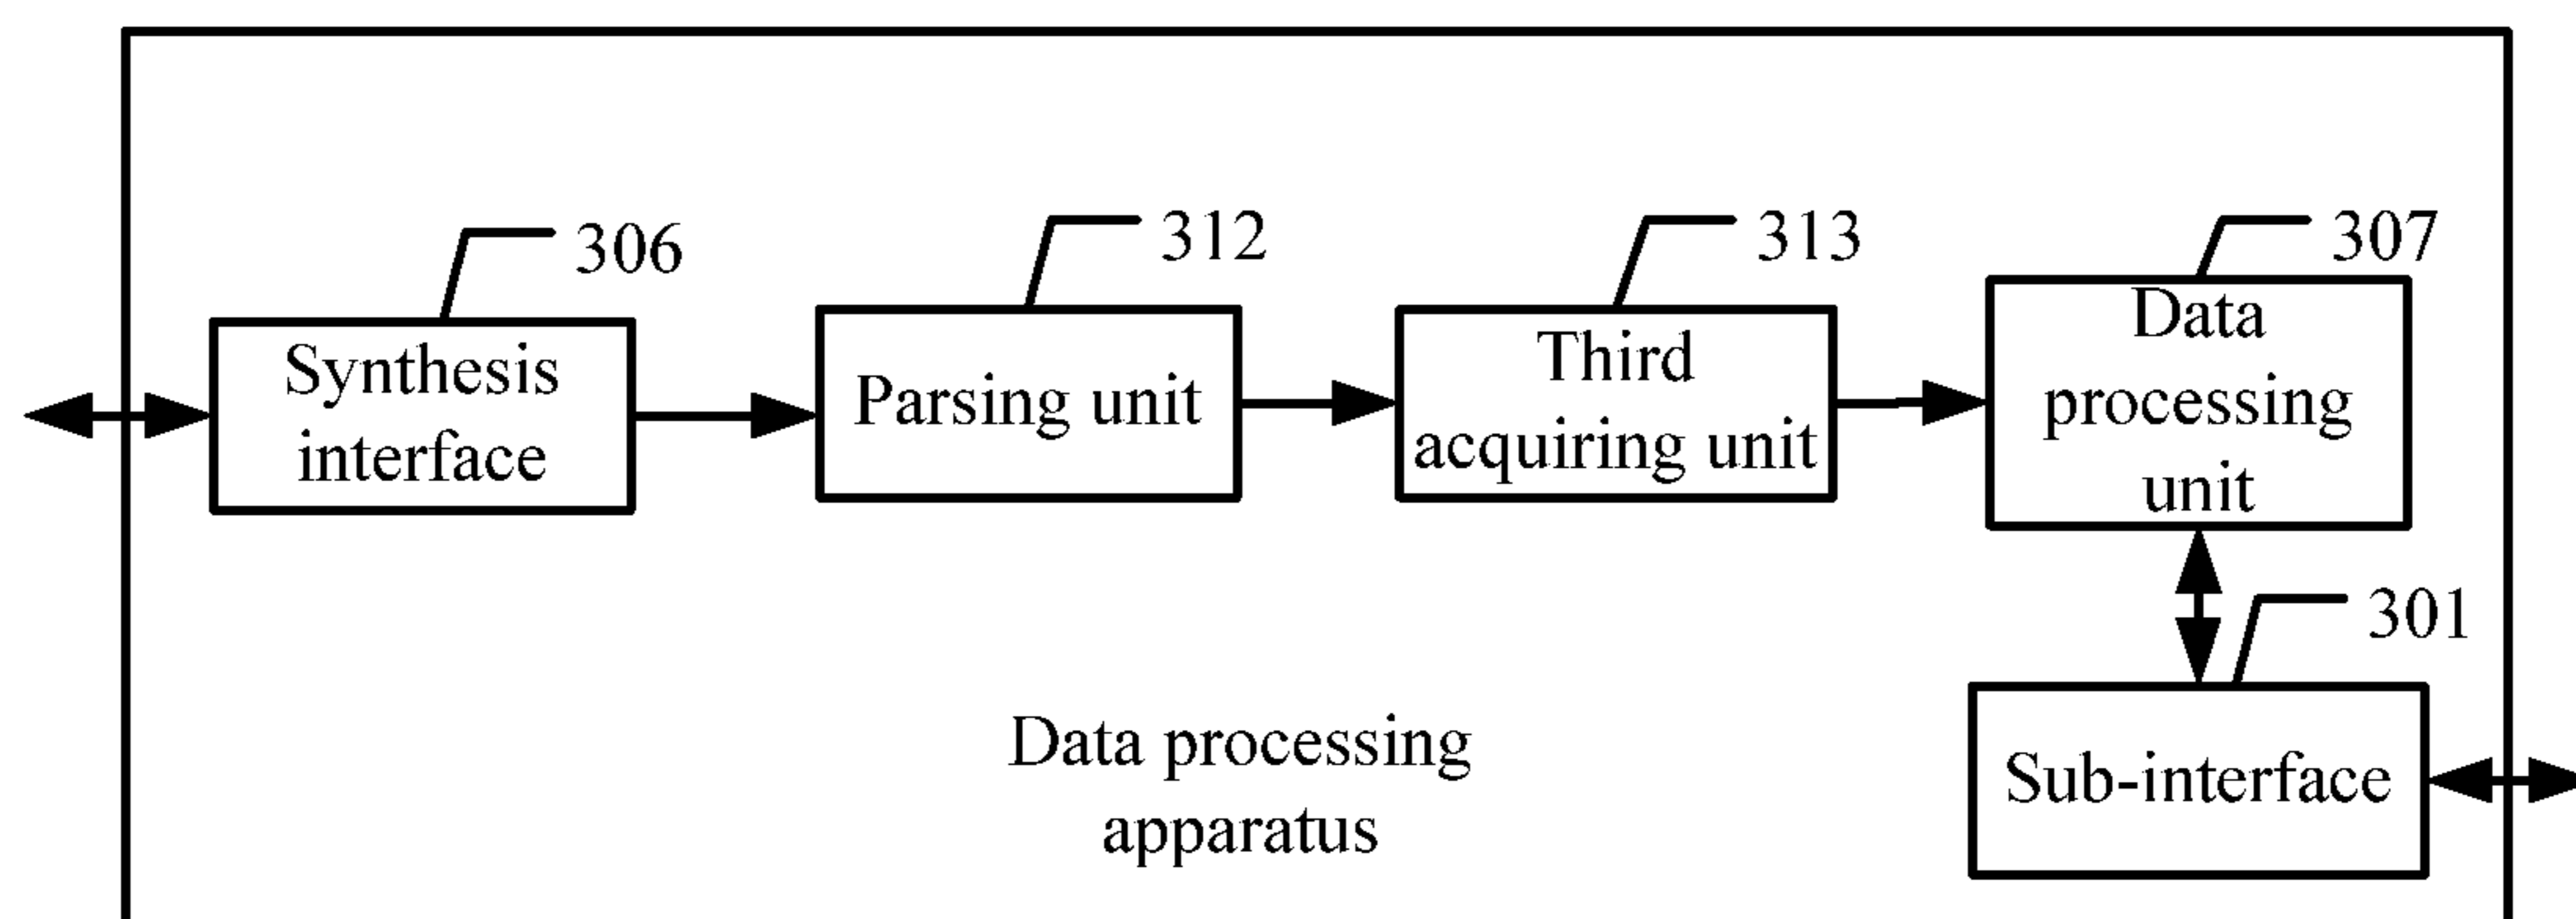 306
312
313
307
Synthesis
interface
Parsing unit
Third
acquiring unit
Data
processing
unit
301
Sub-interface
Data processing
apparatus